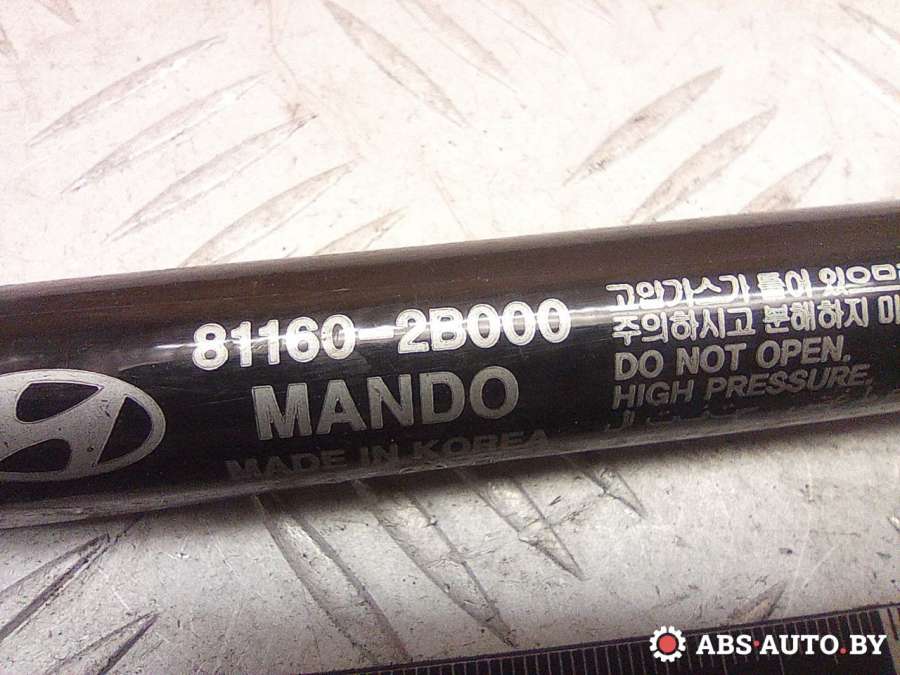 81160-2B000
MANDO
MADE IN KOREA
고압가스가 들어 있으므로
주의하시고 분해하지 마
DO NOT OPEN.
HIGH PRESSURE.
ABS-AUTO.BY